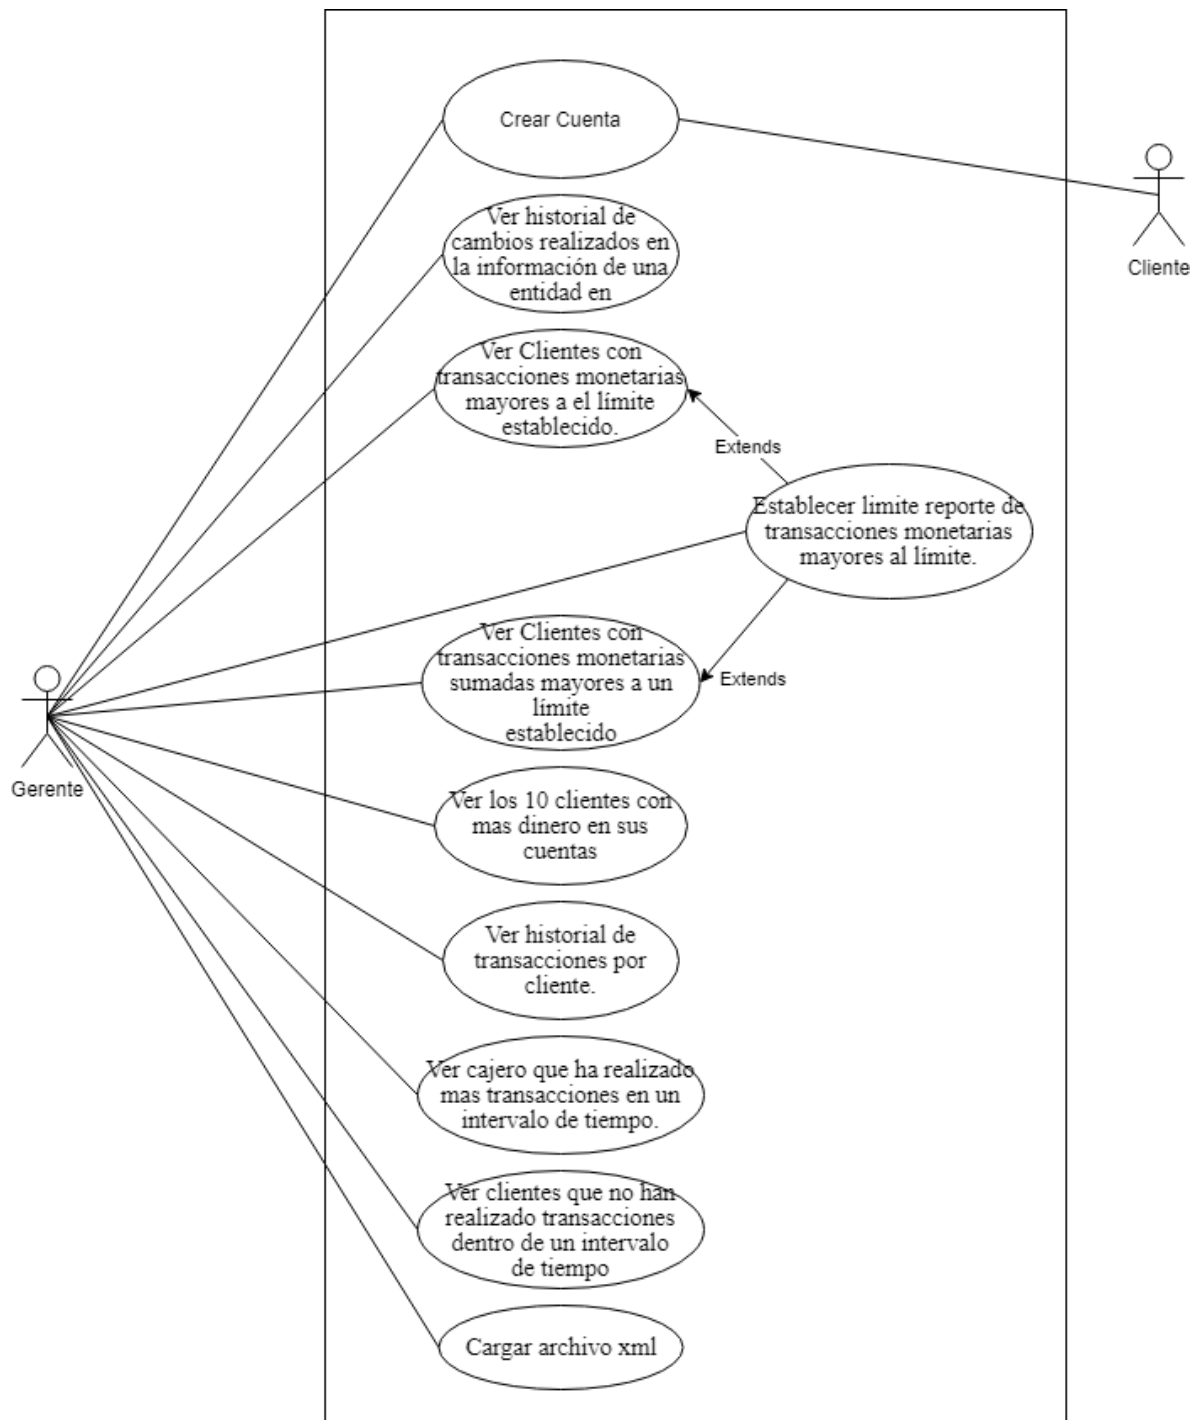 Crear Cuenta
Ver historial de
cambios realizados en
la información de una
entidad en
Cliente
Ver Clientes con
transacciones monetarias
mayores a el límite
establecido.
Extends
Establecer limite reporte de
transacciones monetarias
mayores al límite.
Ver Clientes con
transacciones monetarias
sumadas mayores a un
límite
establecido
Extends
Gerente
Ver los 10 clientes con
mas dinero en sus
cuentas
Ver historial de
transacciones por
cliente.
Ver cajero que ha realizado
mas transacciones en un
intervalo de tiempo.
Ver clientes que no han
realizado transacciones
dentro de un intervalo
de tiempo
Cargar archivo xml